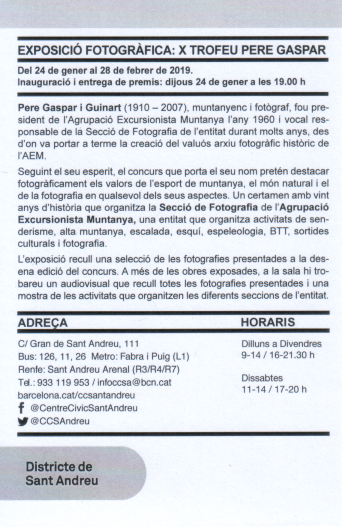 EXPOSICIÓ FOTOGRÀFICA: X TROFEU PERE GASPAR
Del 24 de gener al 28 de febrer de 2019.
Inauguració i entrega de premis: dijous 24 de gener a les 19.00 h
Pere Gaspar i Guinart (1910 – 2007), muntanyenc i fotògraf, fou pre-
sident de l'Agrupació Excursionista Muntanya l'any 1960 i vocal res-
ponsable de la Secció de Fotografia de l'entitat durant molts anys, des
d'on va portar a terme la creació del valuós arxiu fotogràfic històric de
l'AEM.
Seguint el seu esperit, el concurs que porta el seu nom pretén destacar
fotogràficament els valors de l'esport de muntanya, el món natural i el
de la fotografia en qualsevol dels seus aspectes. Un certamen amb vint
anys d'història que organitza la Secció de Fotografia de l'Agrupació
Excursionista Muntanya, una entitat que organitza activitats de sen-
derisme, alta muntanya, escalada, esquí, espeleologia, BTT, sortides
culturals i fotografia.
L'exposició recull una selecció de les fotografies presentades a la des-
ena edició del concurs. A més de les obres exposades, a la sala hi tro-
bareu un audiovisual que recull totes les fotografies presentades i una
mostra de les activitats que organitzen les diferents seccions de l'entitat.
ADREÇA
C/ Gran de Sant Andreu, 111
Bus: 126, 11, 26 Metro: Fabra i Puig (L1)
Renfe: Sant Andreu Arenal (R3/R4/R7)
Tel.: 933 119 953 / infoccsa@bcn.cat
barcelona.cat/ccsantandreu
@CentreCivicSantAndreu
@CCSAndreu
HORARIS
Dilluns a Divendres
9-14 / 16-21.30 h
Dissabtes
11-14 / 17-20 h
Districte de
Sant Andreu